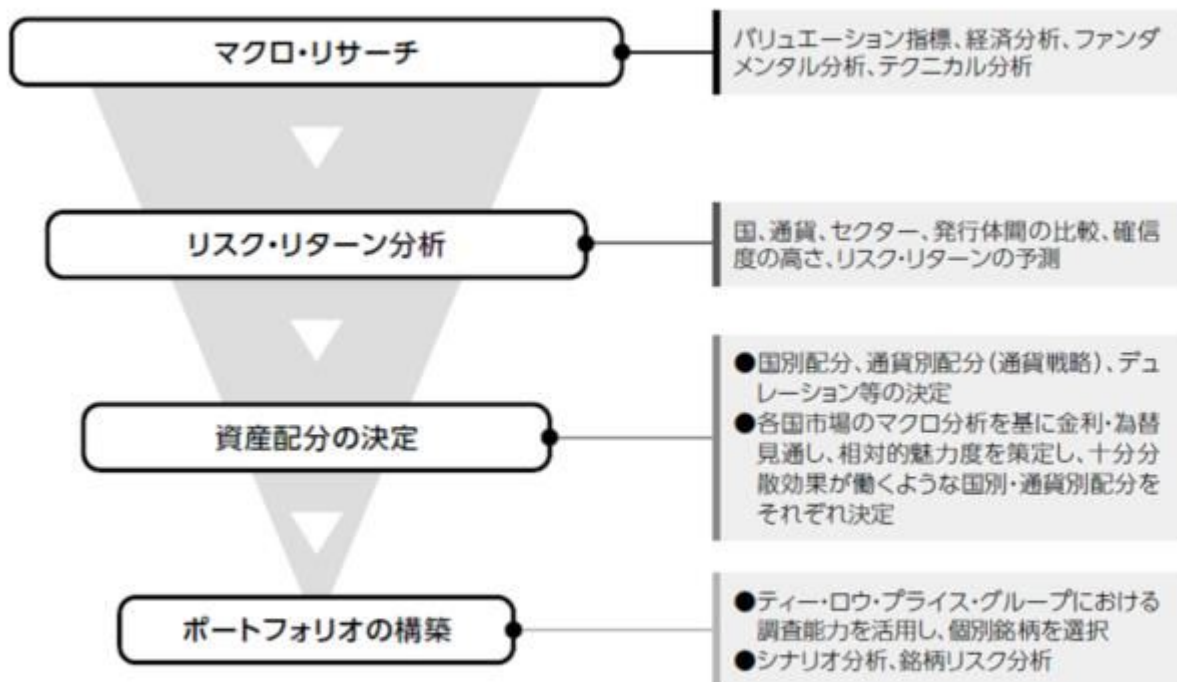 マクロ・リサーチ
バリュエーション指標、経済分析、ファンダ
メンタル分析、テクニカル分析
リスク・リターン分析
国、通貨、セクター、発行体間の比較、確信
度の高さ、リスク・リターンの予測
資産配分の決定
●国別配分、通貨別配分(通貨戦略)、デュ
レーション等の決定
●各国市場のマクロ分析を基に金利・為替
見通し、相対的魅力度を策定し、十分分
散効果が働くような国別・通貨別配分を
それぞれ決定
ポートフォリオの構築
●ティー・ロウ・プライス・グループにおける
調査能力を活用し、個別銘柄を選択
●シナリオ分析、銘柄リスク分析